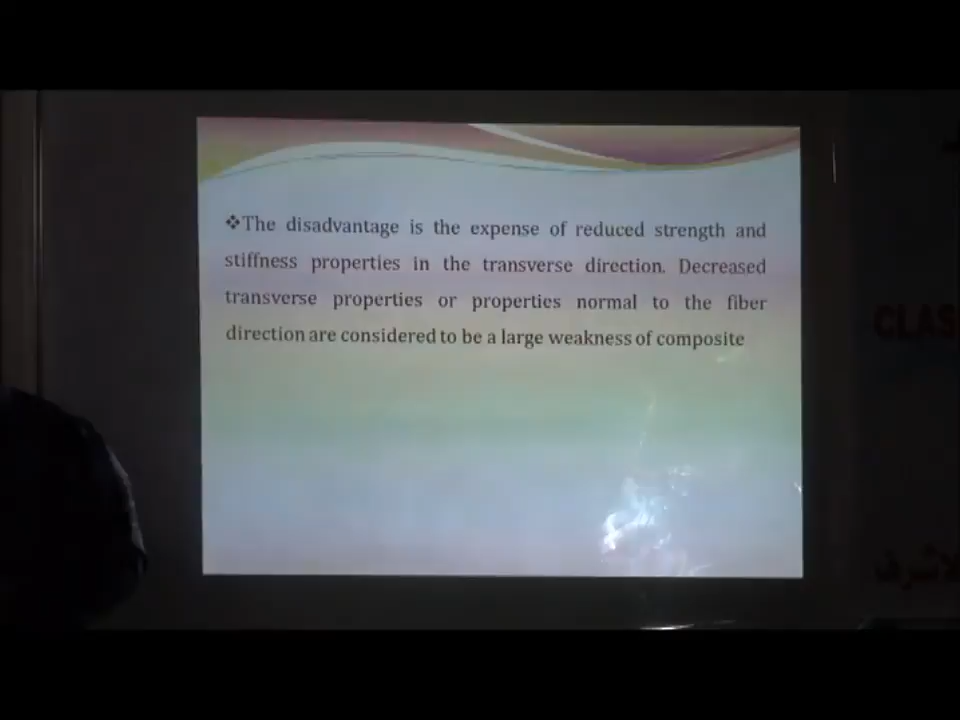 ❖The disadvantage is the expense of reduced strength and
stiffness properties in the transverse direction. Decreased
transverse properties or properties normal to the fiber
direction are considered to be a large weakness of composite
CLAS